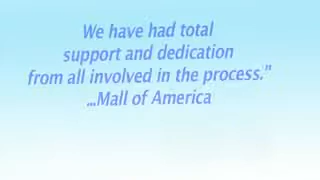 We have had total
support and dedication
from all involved in the process."
...Mall of America